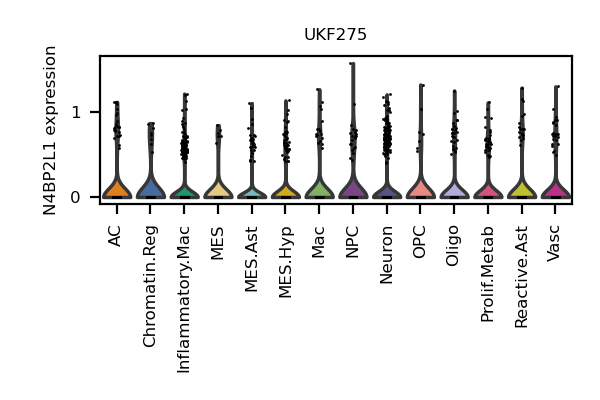 UKF275
N4BP2L1 expression
1
0
AC
Chromatin.Reg
Inflammatory.Mac
MES
MES.Ast
MES.Hyp
Mac
NPC
Neuron
OPC
Oligo
Prolif.Metab
Reactive.Ast
Vasc